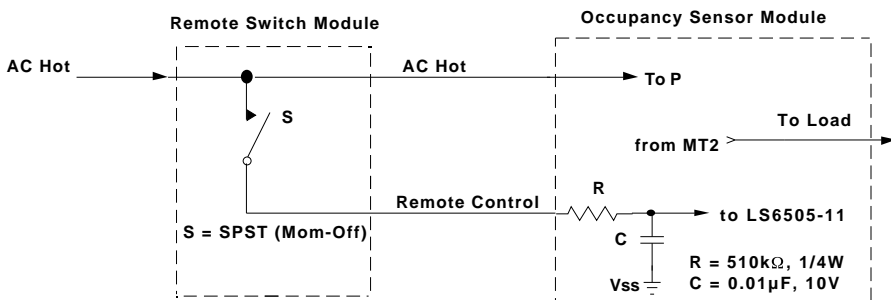 Remote Switch Module
Occupancy Sensor Module
AC Hot
AC Hot
To P
S
To Load
from MT2
Remote Control
R
to LS6505-11
S = SPST (Mom-Off)
C
R = 510kΩ, 1/4W
Vss
C = 0.01µF, 10V